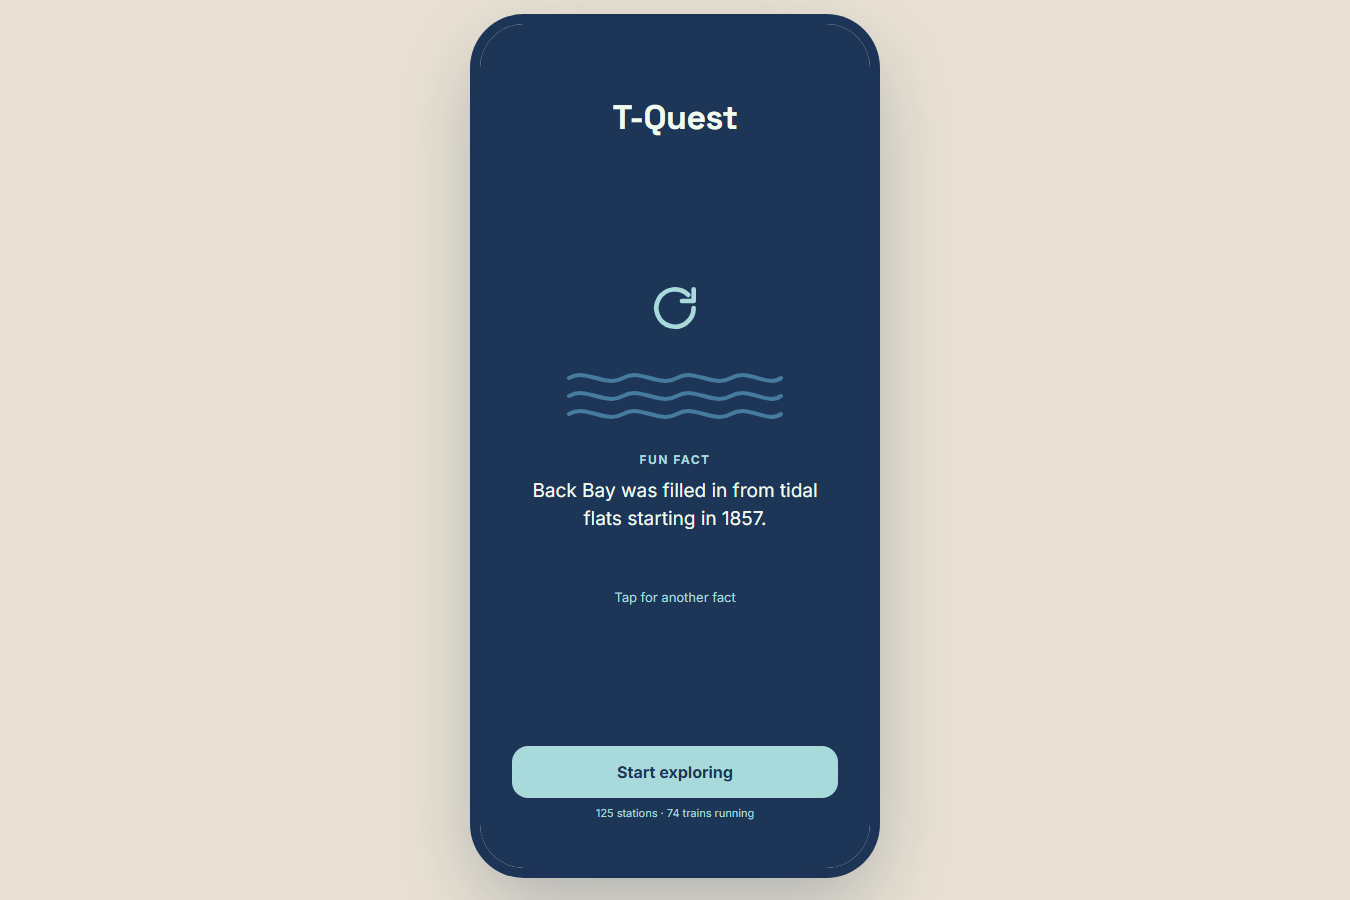 T-Quest
FUN FACT
Back Bay was filled in from tidal
flats starting in 1857.
Tap for another fact
Start exploring
125 stations · 74 trains running